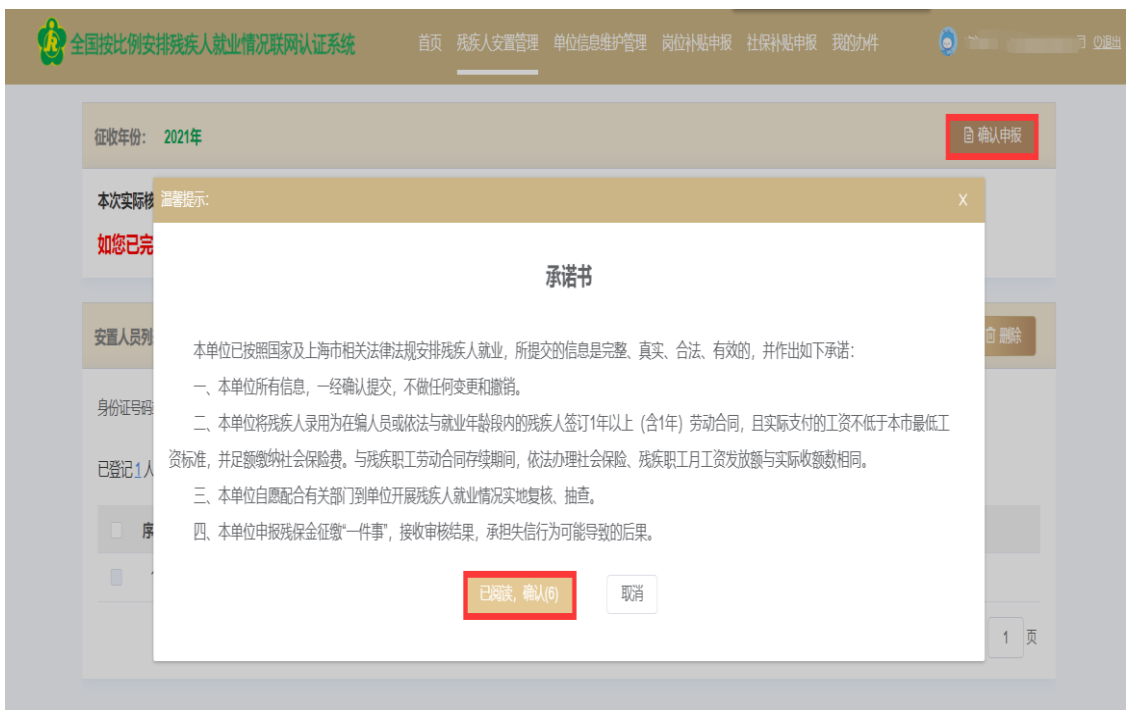 全国按比例安排残疾人就业情况联网认证系统
首页 残疾人安置管理 单位信息维护管理 岗位补贴申报 社保补贴申报 我的办件
退出
征收年份： 2021年
确认申报
本次实际核
如您已完
温馨提示：
X
承诺书
本单位已按照国家及上海市相关法律法规安排残疾人就业，所提交的信息是完整、真实、合法、有效的，并作出如下承诺：
一、本单位所有信息，一经确认提交，不做任何变更和撤销。
二、本单位将残疾人录用为在编人员或依法与就业年龄段内的残疾人签订1年以上（含1年）劳动合同，且实际支付的工资不低于本市最低工
资标准，并足额缴纳社会保险费。与残疾职工劳动合同存续期间，依法办理社会保险、残疾职工月工资发放额与实际收额数相同。
三、本单位自愿配合有关部门到单位开展残疾人就业情况实地复核、抽查。
四、本单位申报残保金征缴“一件事”，接收审核结果，承担失信行为可能导致的后果。
已阅读，确认(6)
取消
安置人员列
删除
身份证号码
已登记1人
序
1 页